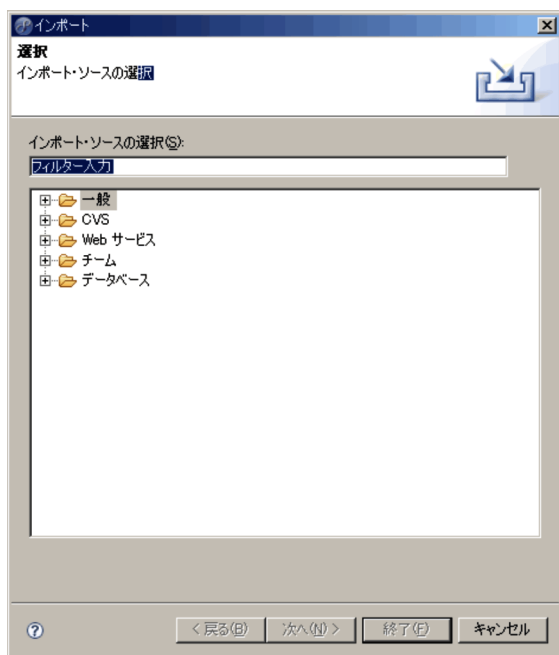 インポート
選択
インポート・ソースの選択
インポート・ソースの選択(S):
フィルター入力
一般
CVS
Web サービス
チーム
データベース
?
< 戻る(B)
次へ(N) >
終了(F)
キャンセル